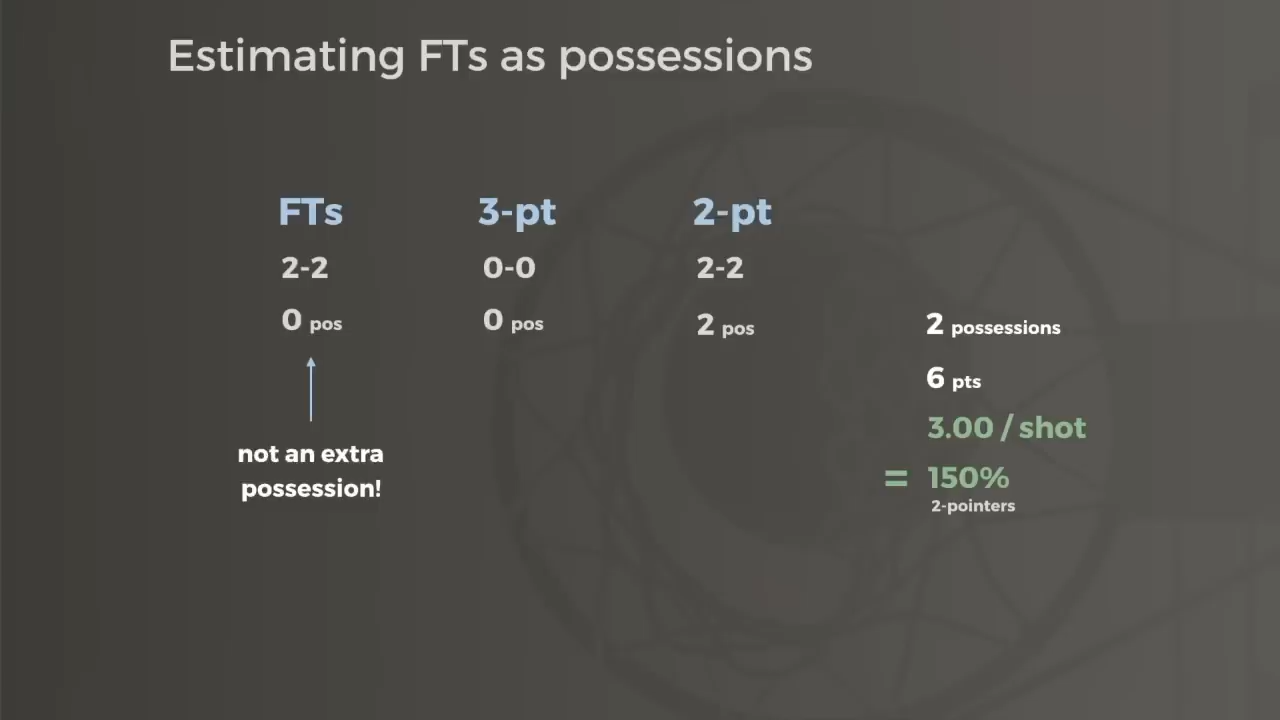 Estimating FTs as possessions
FTs 3-pt 2-pt
2-2 0-0 2-2
0 pos 0 pos 2 pos
not an extra
possession!
2 possessions
6 pts
3.00 / shot
= 150%
2-pointers